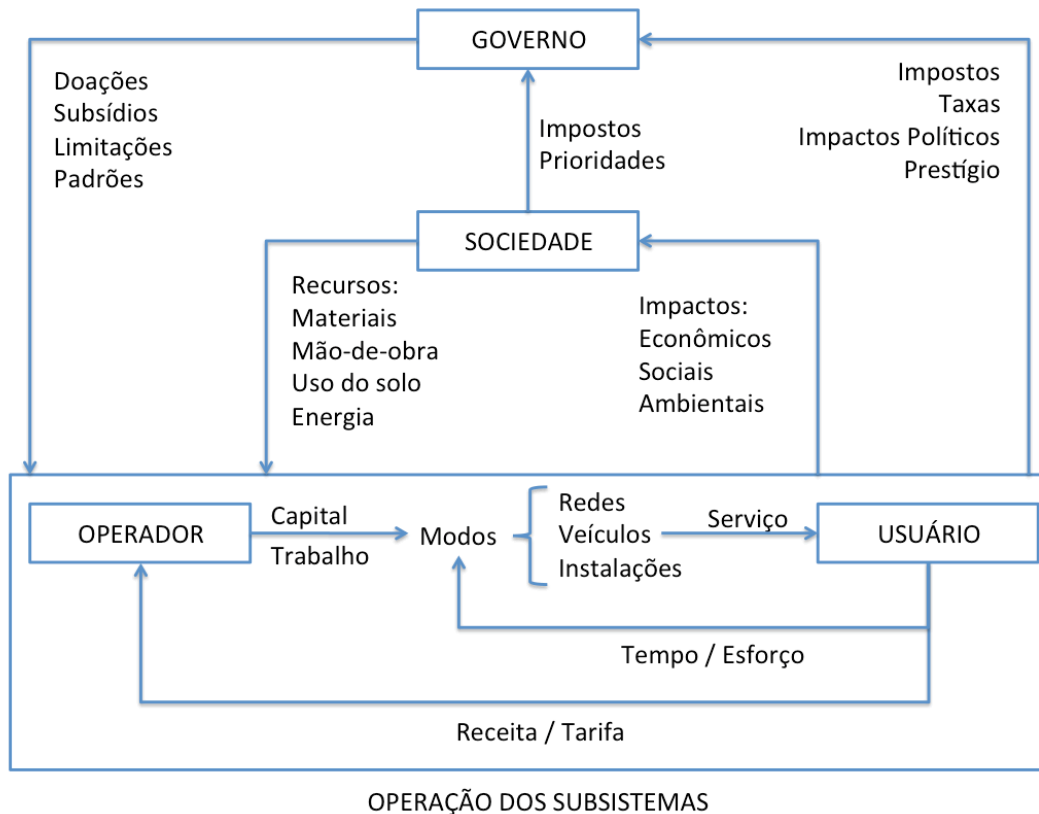 GOVERNO
Doações
Subsídios
Limitações
Padrões
Impostos
Prioridades
Impostos
Taxas
Impactos Políticos
Prestígio
SOCIEDADE
Recursos:
Materiais
Mão-de-obra
Uso do solo
Energia
Impactos:
Econômicos
Sociais
Ambientais
OPERADOR
Capital
Trabalho
Modos
Redes
Veículos
Instalações
Serviço
USUÁRIO
Tempo / Esforço
Receita / Tarifa
OPERAÇÃO DOS SUBSISTEMAS